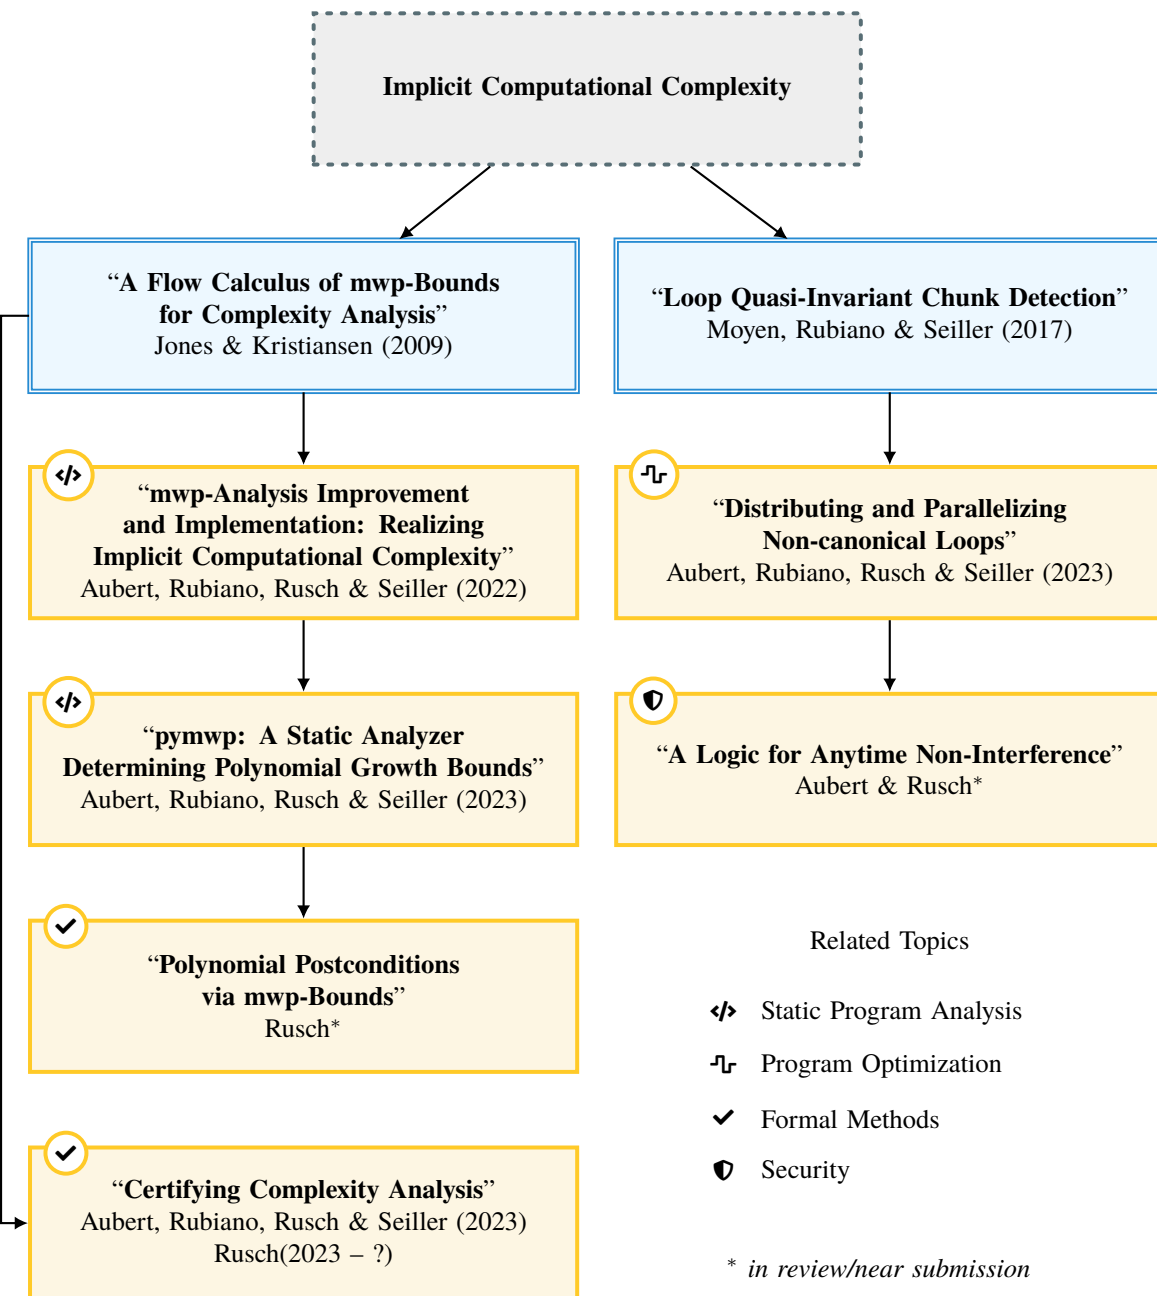 Implicit Computational Complexity
“A Flow Calculus of mwp-Bounds
for Complexity Analysis”
Jones & Kristiansen (2009)
“Loop Quasi-Invariant Chunk Detection”
Moyen, Rubiano & Seiller (2017)
“mwp-Analysis Improvement
and Implementation: Realizing
Implicit Computational Complexity”
Aubert, Rubiano, Rusch & Seiller (2022)
“Distributing and Parallelizing
Non-canonical Loops”
Aubert, Rubiano, Rusch & Seiller (2023)
“pymwp: A Static Analyzer
Determining Polynomial Growth Bounds”
Aubert, Rubiano, Rusch & Seiller (2023)
“A Logic for Anytime Non-Interference”
Aubert & Rusch*
“Polynomial Postconditions
via mwp-Bounds”
Rusch*
“Certifying Complexity Analysis”
Aubert, Rubiano, Rusch & Seiller (2023)
Rusch(2023 – ?)
Related Topics
Static Program Analysis
Program Optimization
Formal Methods
Security
* in review/near submission